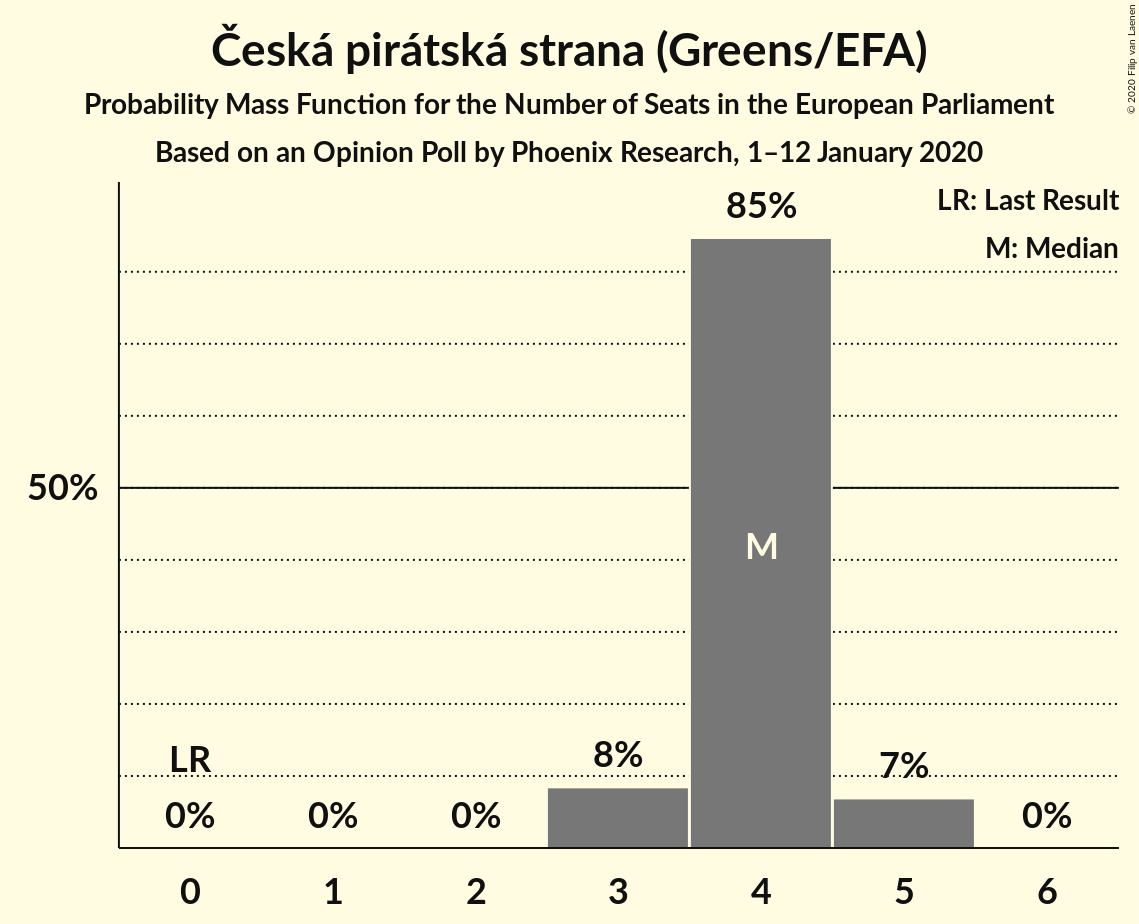 Česká pirátská strana (Greens/EFA)
Probability Mass Function for the Number of Seats in the European Parliament
Based on an Opinion Poll by Phoenix Research, 1–12 January 2020
© 2020 Filip van Laenen
LR: Last Result
M: Median
85%
50%
M
LR
8%
7%
0% 0% 0% 0%
0 1 2 3 4 5 6